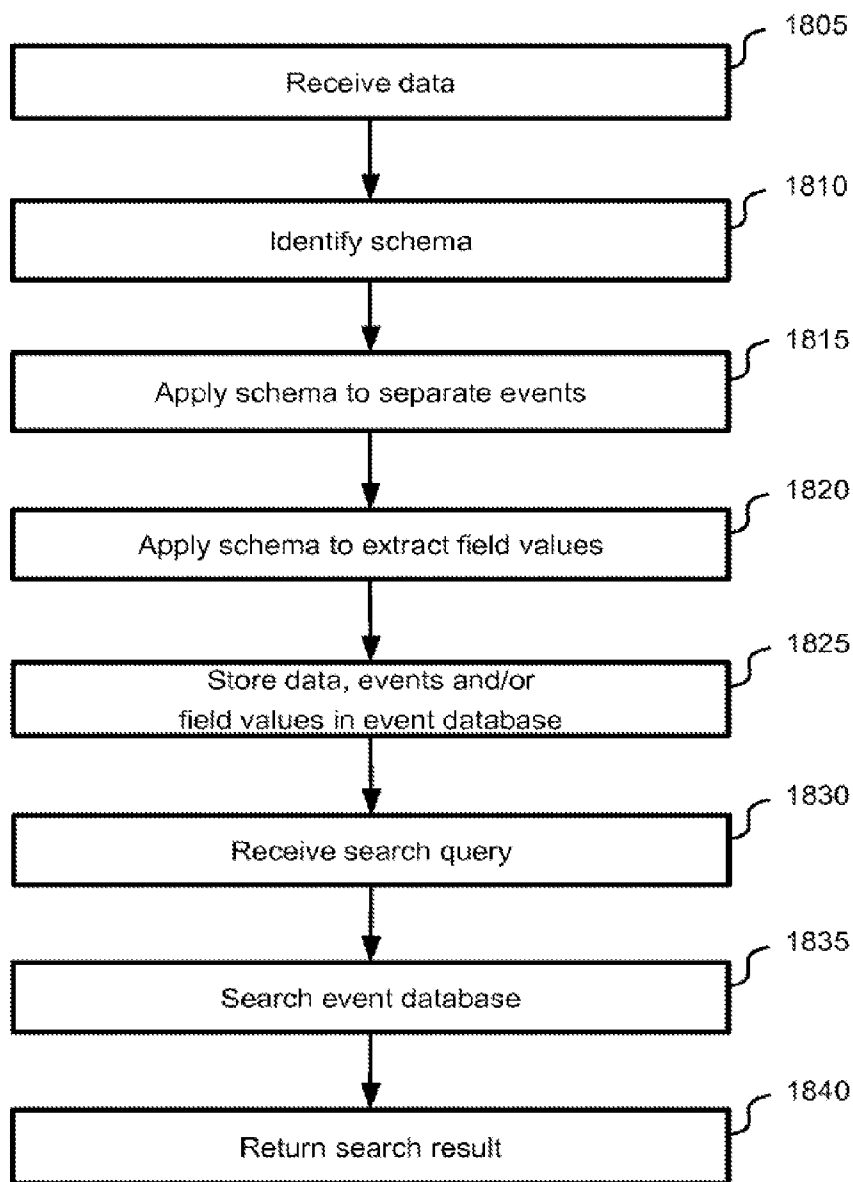 1805
Receive data
1810
Identify schema
1815
Apply schema to separate events
1820
Apply schema to extract field values
1825
Store data, events and/or
field values in event database
1830
Receive search query
1835
Search event database
1840
Return search result